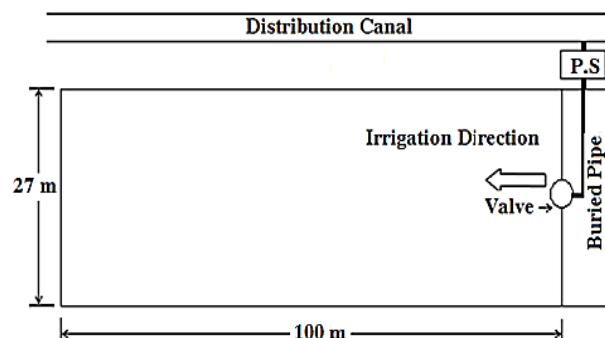 Distribution Canal
P.S
Irrigation Direction
27 m
Valve→
Buried Pipe
100 m